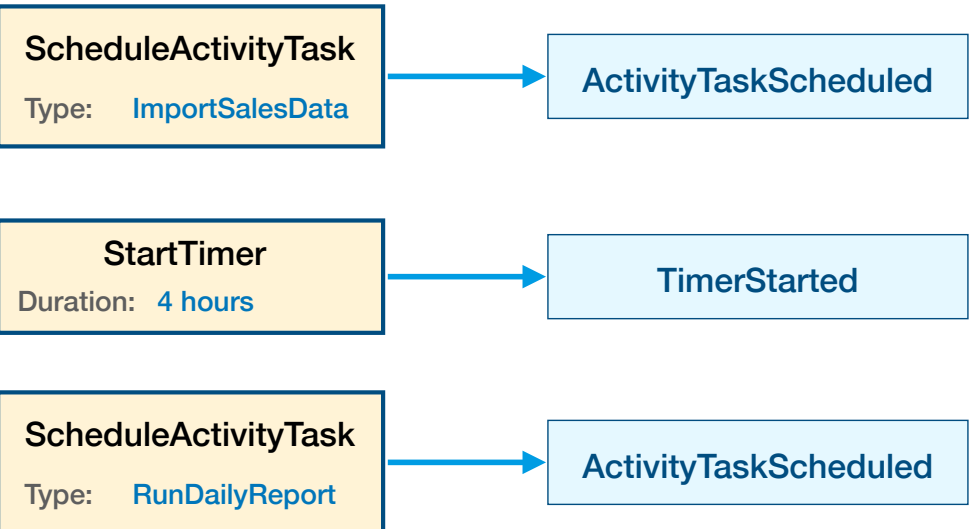 ScheduleActivityTask
Type: ImportSalesData
ActivityTaskScheduled
StartTimer
Duration: 4 hours
TimerStarted
ScheduleActivityTask
Type: RunDailyReport
ActivityTaskScheduled